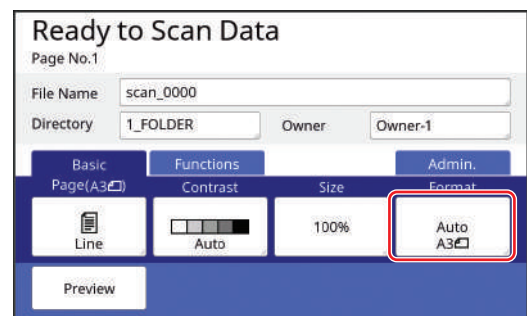 Ready to Scan Data
Page No.1
File Name scan_0000
Directory 1_FOLDER Owner Owner-1
Basic Functions Admin.
Page(A3) Contrast Size Format
Line Auto 100% Auto
A3
Preview